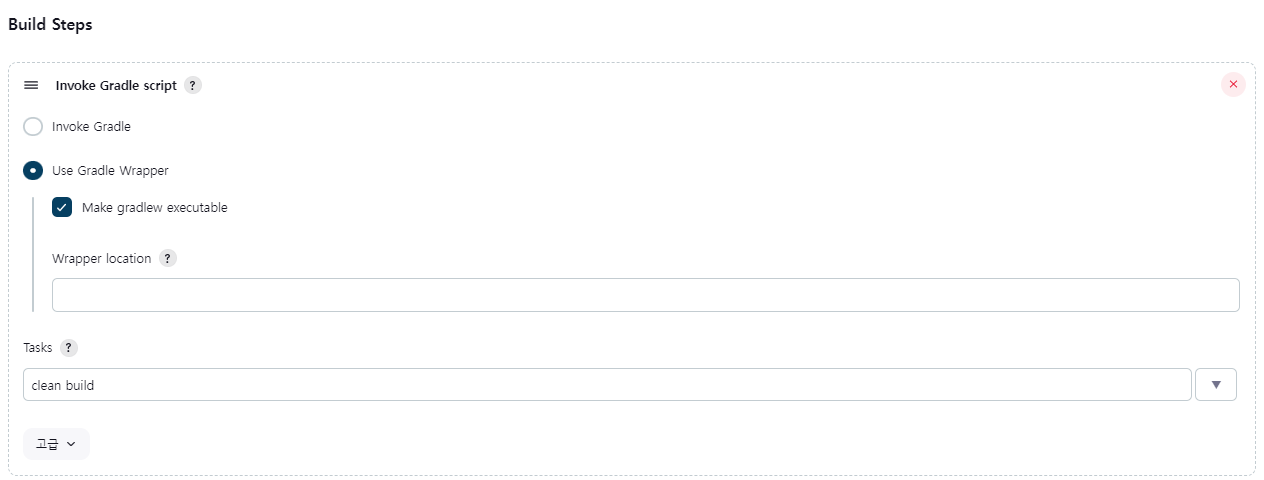 Build Steps
Invoke Gradle script ?
Invoke Gradle
Use Gradle Wrapper
Make gradlew executable
Wrapper location ?
Tasks ?
clean build
고급